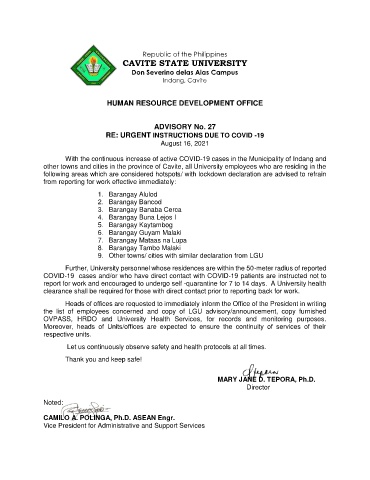 Republic of the Philippines
CAVITE STATE UNIVERSITY
Don Severino delas Alas Campus
Indang, Cavite
HUMAN RESOURCE DEVELOPMENT OFFICE
ADVISORY No. 27
RE: URGENT INSTRUCTIONS DUE TO COVID -19
August 16, 2021
With the continuous increase of active COVID-19 cases in the Municipality of Indang and
other towns and cities in the province of Cavite, all University employees who are residing in the
following areas which are considered hotspots/ with lockdown declaration are advised to refrain
from reporting for work effective immediately:
1. Barangay Alulod
2. Barangay Bancod
3. Barangay Banaba Cerca
4. Barangay Buna Lejos I
5. Barangay Kaytambog
6. Barangay Guyam Malaki
7. Barangay Mataas na Lupa
8. Barangay Tambo Malaki
9. Other towns/ cities with similar declaration from LGU
Further, University personnel whose residences are within the 50-meter radius of reported
COVID-19 cases and/or who have direct contact with COVID-19 patients are instructed not to
report for work and encouraged to undergo self -quarantine for 7 to 14 days. A University health
clearance shall be required for those with direct contact prior to reporting back for work.
Heads of offices are requested to immediately inform the Office of the President in writing
the list of employees concerned and copy of LGU advisory/announcement, copy furnished
OVPASS, HRDO and University Health Services, for records and monitoring purposes.
Moreover, heads of Units/offices are expected to ensure the continuity of services of their
respective units.
Let us continuously observe safety and health protocols at all times.
Thank you and keep safe!
MARY JANE D. TEPORA, Ph.D.
Director
Noted:
CAMILO A. POLINGA, Ph.D. ASEAN Engr.
Vice President for Administrative and Support Services